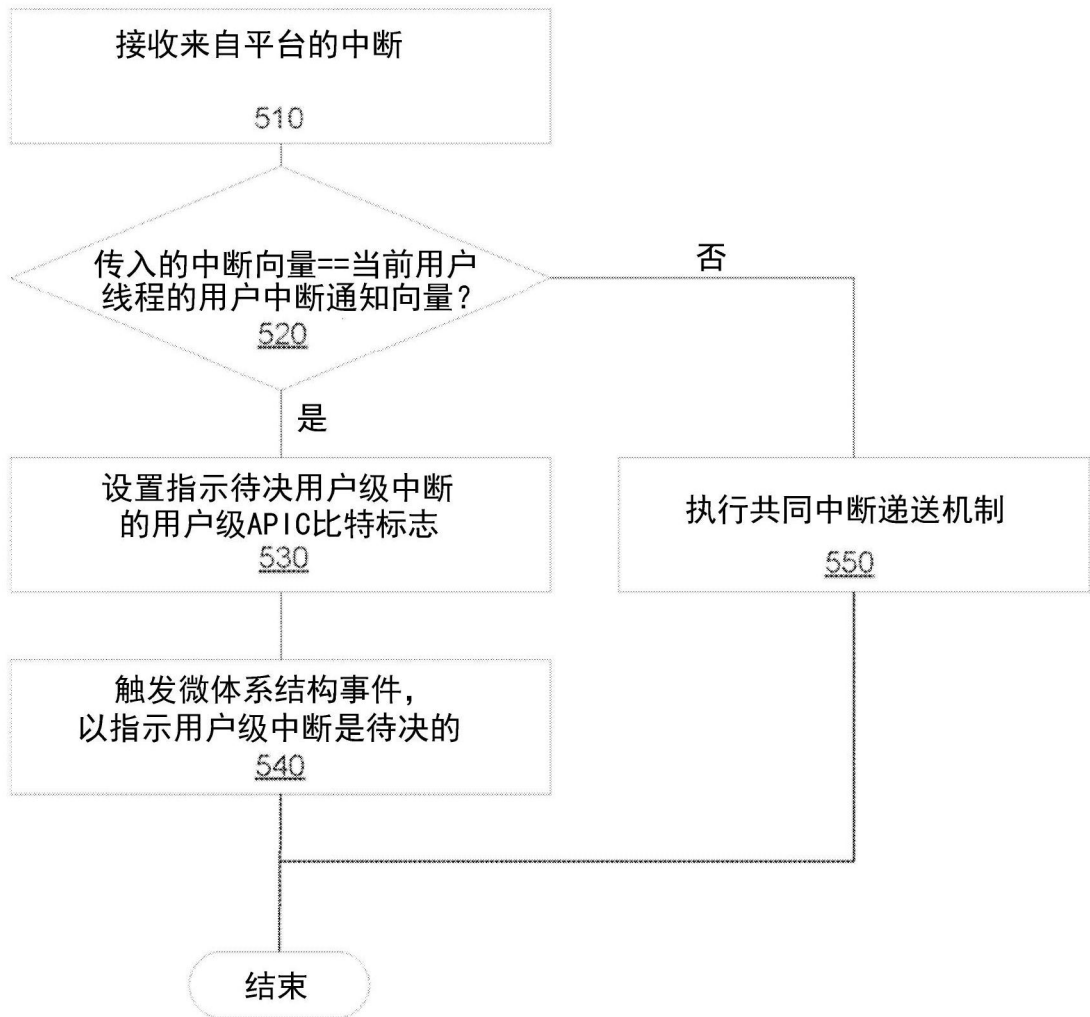 接收来自平台的中断
510
传入的中断向量==当前用户
线程的用户中断通知向量?
520
否
是
设置指示待决用户级中断
的用户级APIC比特标志
530
执行共同中断递送机制
550
触发微体系结构事件,
以指示用户级中断是待决的
540
结束